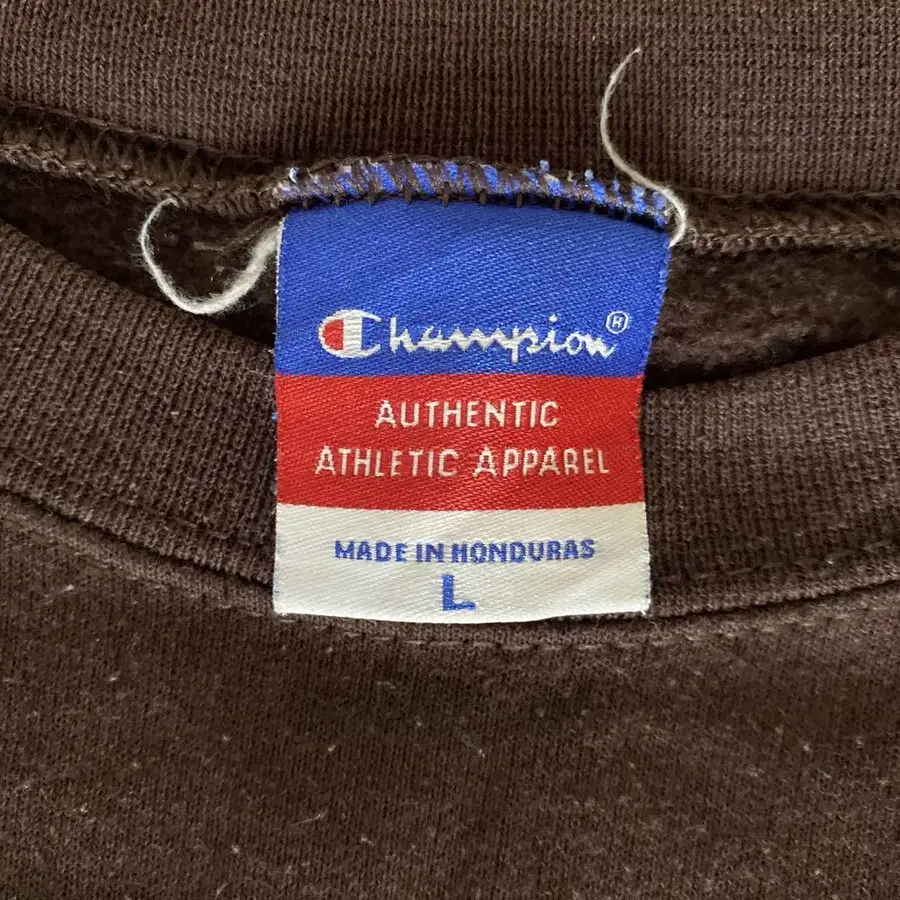 Champion®
AUTHENTIC
ATHLETIC APPAREL
MADE IN HONDURAS
L